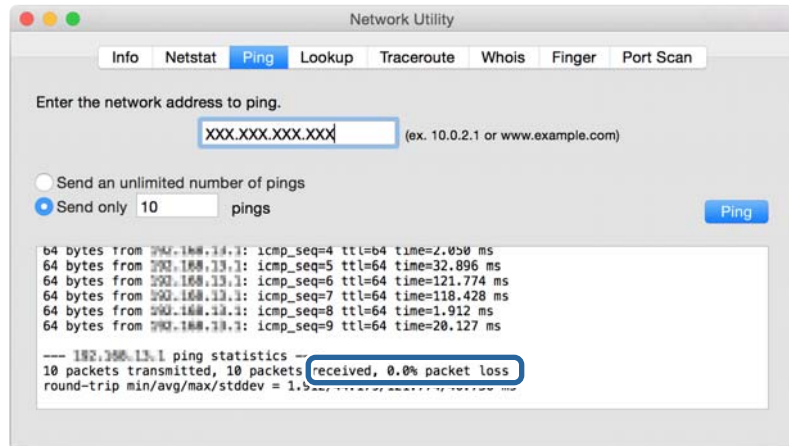 Network Utility
Info Netstat Ping Lookup Traceroute Whois Finger Port Scan
Enter the network address to ping.
XXX.XXX.XXX.XXX (ex. 10.0.2.1 or www.example.com)
Send an unlimited number of pings
Send only 10 pings
Ping
64 bytes from : icmp_seq=4 ttl=64 time=2.050 ms
64 bytes from : icmp_seq=5 ttl=64 time=32.896 ms
64 bytes from : icmp_seq=6 ttl=64 time=121.774 ms
64 bytes from : icmp_seq=7 ttl=64 time=118.428 ms
64 bytes from : icmp_seq=8 ttl=64 time=1.912 ms
64 bytes from : icmp_seq=9 ttl=64 time=20.127 ms
--- ping statistics ---
10 packets transmitted, 10 packets received, 0.0% packet loss
round-trip min/avg/max/stddev = ms